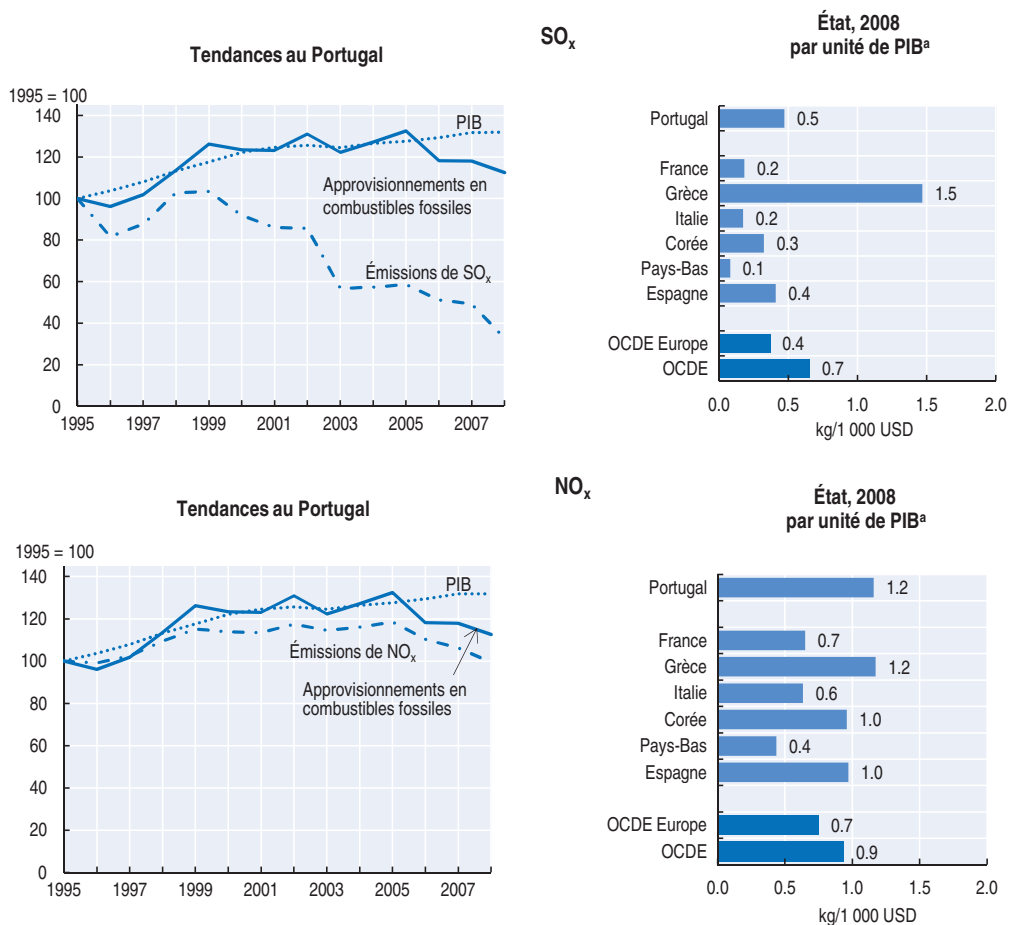 SOx
Tendances au Portugal
1995 = 100
140
120
100
80
60
40
20
0
PIB
Approvisionnements en
combustibles fossiles
Émissions de SOx
1995 1997 1999 2001 2003 2005 2007
État, 2008
par unité de PIBa
Portugal 0.5
France 0.2
Grèce 1.5
Italie 0.2
Corée 0.3
Pays-Bas 0.1
Espagne 0.4
OCDE Europe 0.4
OCDE 0.7
0.0 0.5 1.0 1.5 2.0
kg/1 000 USD
NOx
Tendances au Portugal
1995 = 100
140
120
100
80
60
40
20
0
PIB
Émissions de NOx
Approvisionnements en
combustibles fossiles
1995 1997 1999 2001 2003 2005 2007
État, 2008
par unité de PIBa
Portugal 1.2
France 0.7
Grèce 1.2
Italie 0.6
Corée 1.0
Pays-Bas 0.4
Espagne 1.0
OCDE Europe 0.7
OCDE 0.9
0.0 0.5 1.0 1.5 2.0
kg/1 000 USD